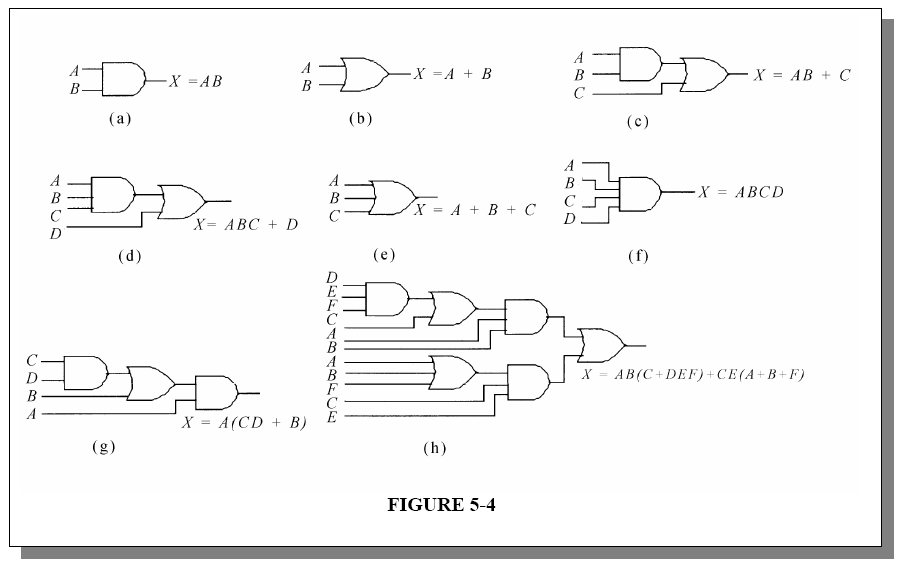 A
B
X =AB
(a)
A
B
X =A + B
(b)
A
B
C
X = AB + C
(c)
A
B
C
D
X= ABC + D
(d)
A
B
C
X = A + B + C
(e)
A
B
C
D
X = ABCD
(f)
C
D
B
A
X = A(CD + B)
(g)
D
E
F
C
A
B
A
B
F
C
E
X = AB(C+DEF)+CE(A+B+F)
(h)
FIGURE 5-4